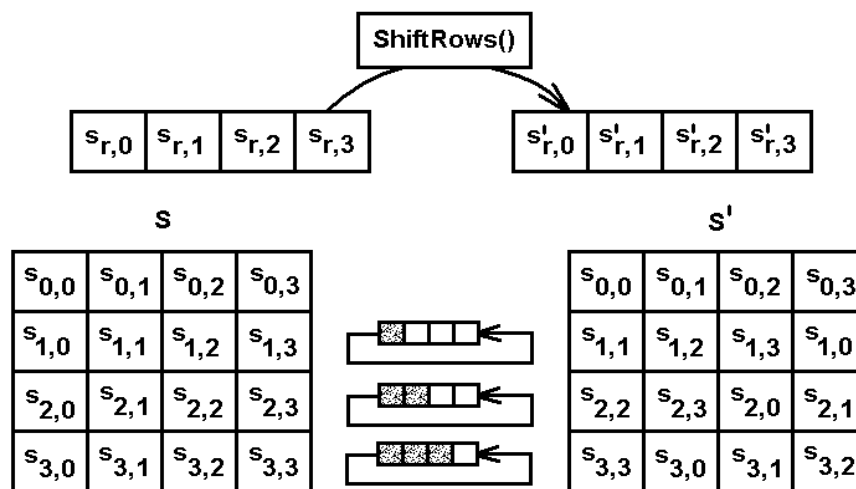 ShiftRows()
s r,0 s r,1 s r,2 s r,3 s' r,0 s' r,1 s' r,2 s' r,3
S S'
s 0,0 s 0,1 s 0,2 s 0,3 s 0,0 s 0,1 s 0,2 s 0,3
s 1,0 s 1,1 s 1,2 s 1,3 s 1,1 s 1,2 s 1,3 s 1,0
s 2,0 s 2,1 s 2,2 s 2,3 s 2,2 s 2,3 s 2,0 s 2,1
s 3,0 s 3,1 s 3,2 s 3,3 s 3,3 s 3,0 s 3,1 s 3,2